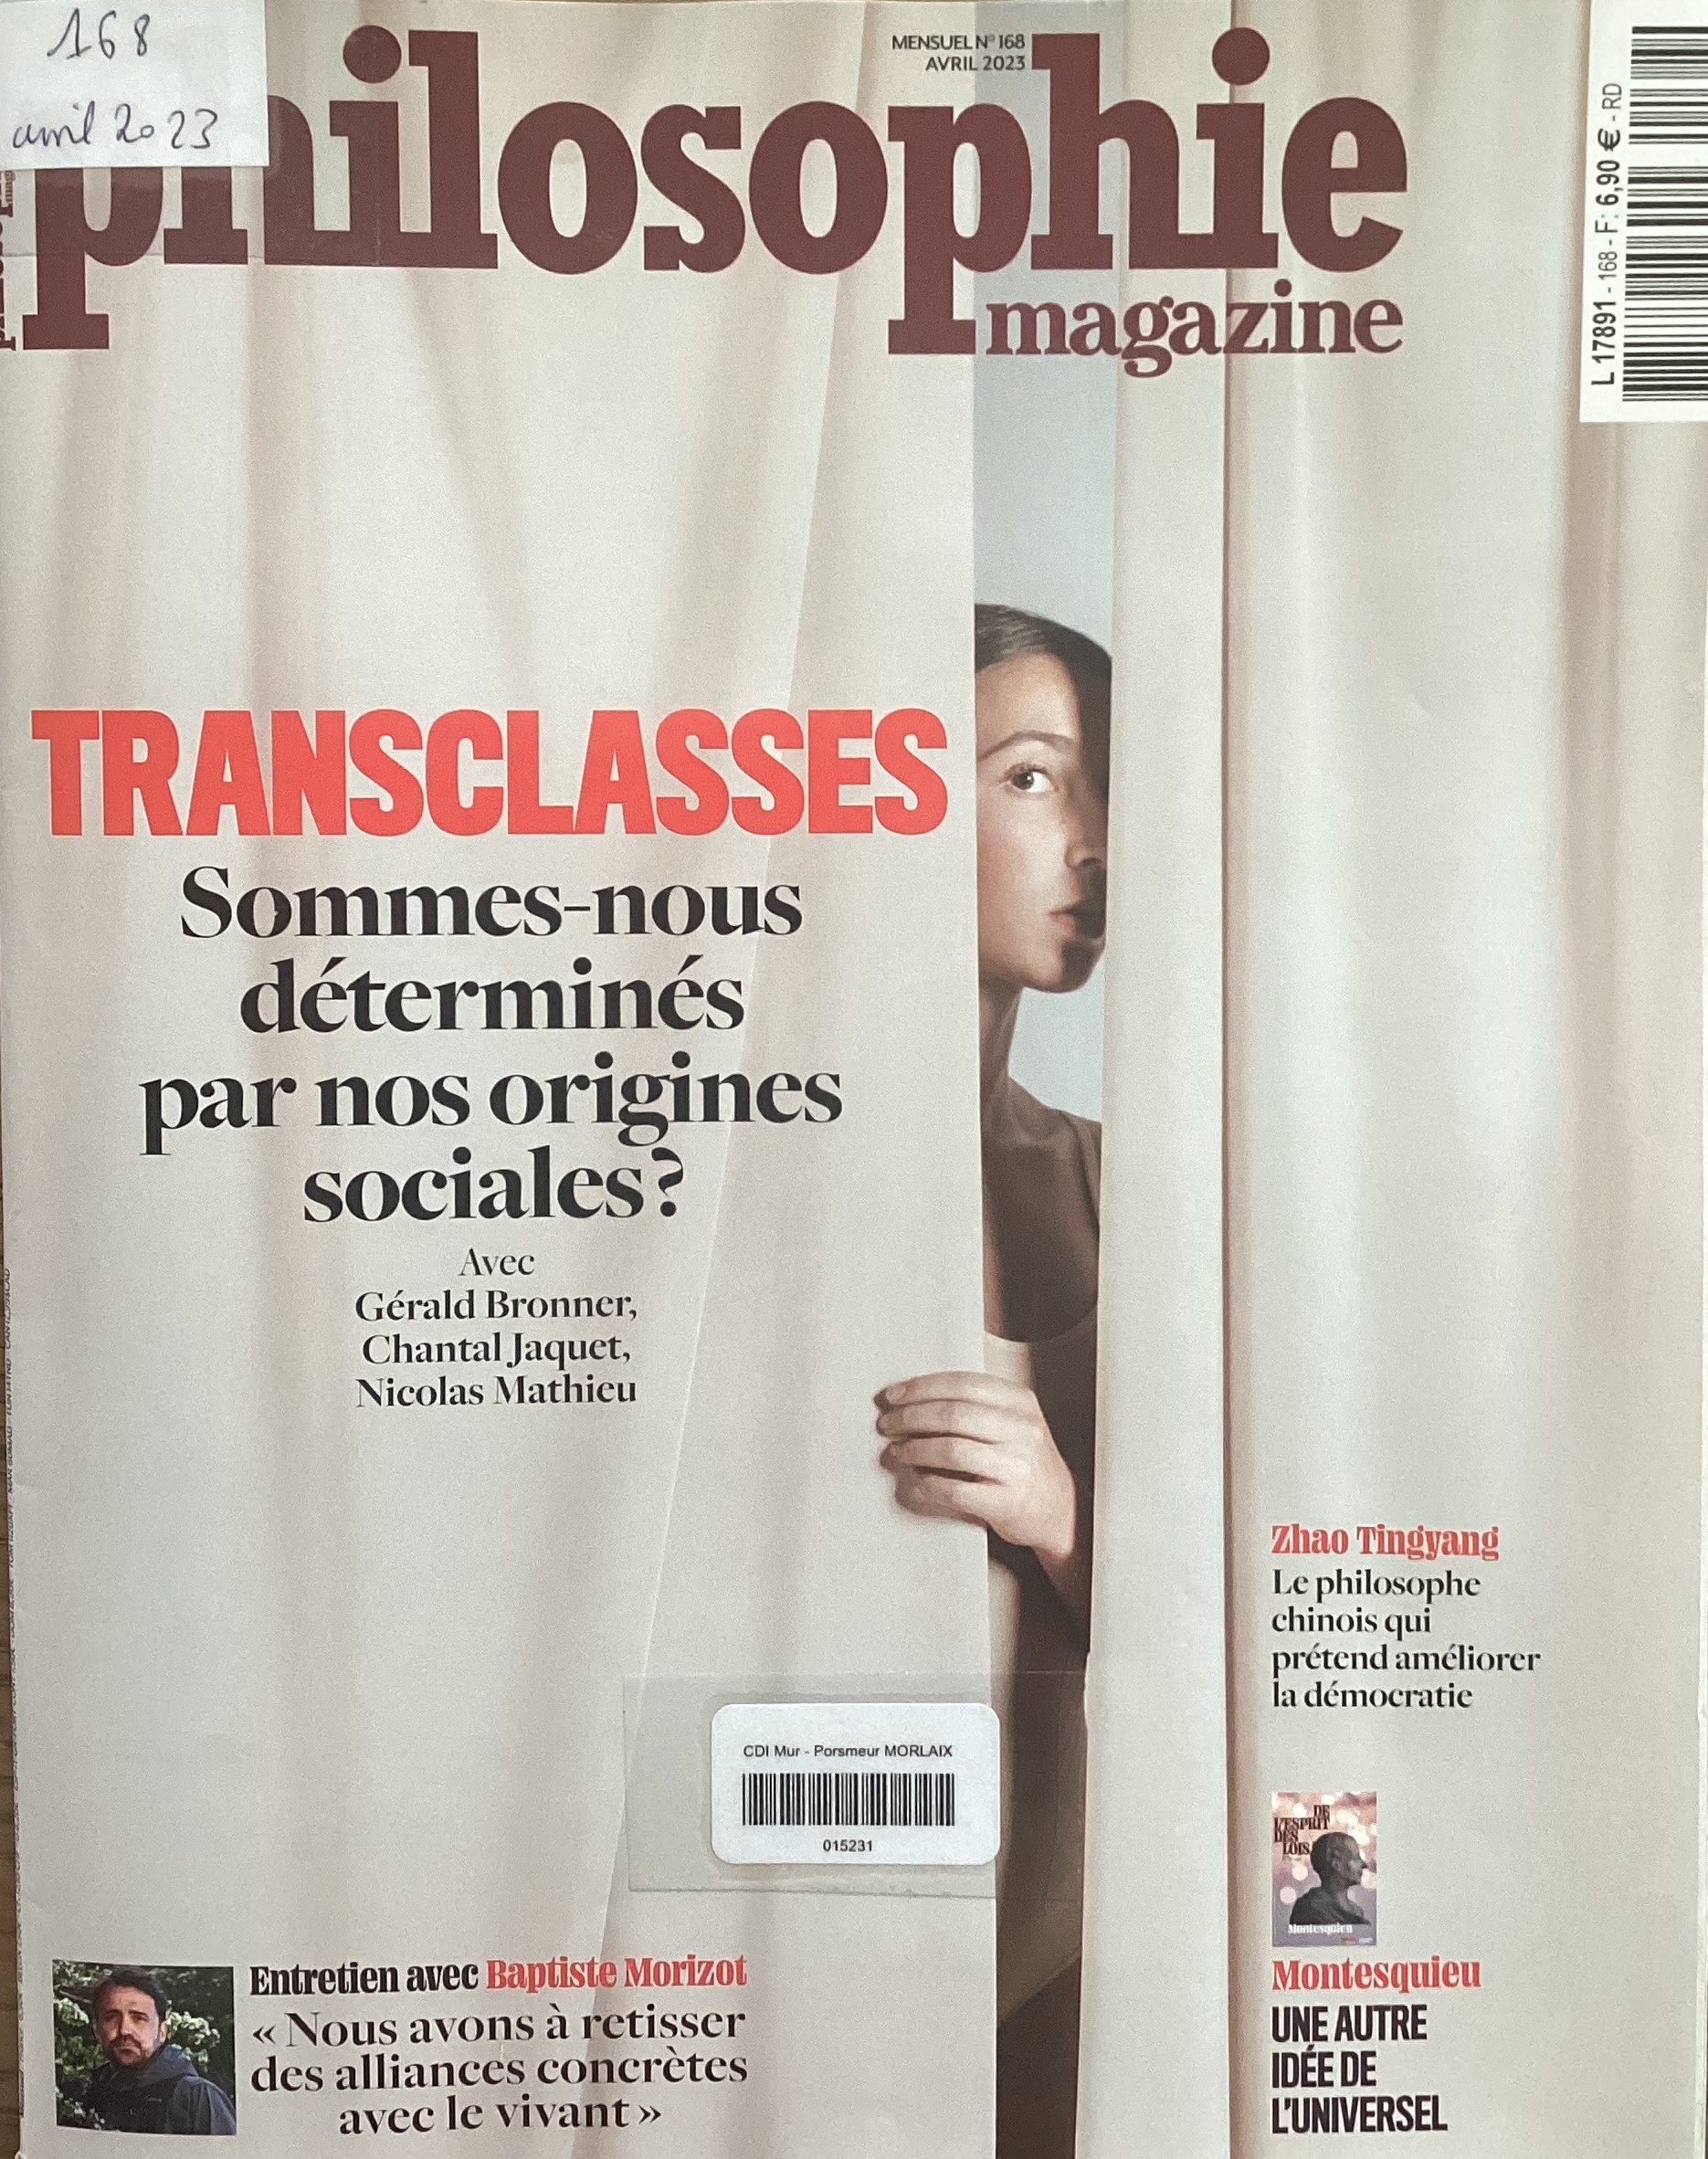 168
avril 2023
MENSUEL N° 168
AVRIL 2023
philosophie
magazine
L 17891 - 168 - F: 6,90 € - RD
TRANSCLASSES
Sommes-nous
déterminés
par nos origines
sociales?
Avec
Gérald Bronner,
Chantal Jaquet,
Nicolas Mathieu
Zhao Tingyang
Le philosophe
chinois qui
prétend améliorer
la démocratie
CDI Mur - Porsmeur MORLAIX
015231
DE
L'ESPRIT
DES
LOIS
Montesquieu
Montesquieu
UNE AUTRE
IDÉE DE
L'UNIVERSEL
Entretien avec Baptiste Morizot
« Nous avons à retisser
des alliances concrètes
avec le vivant »